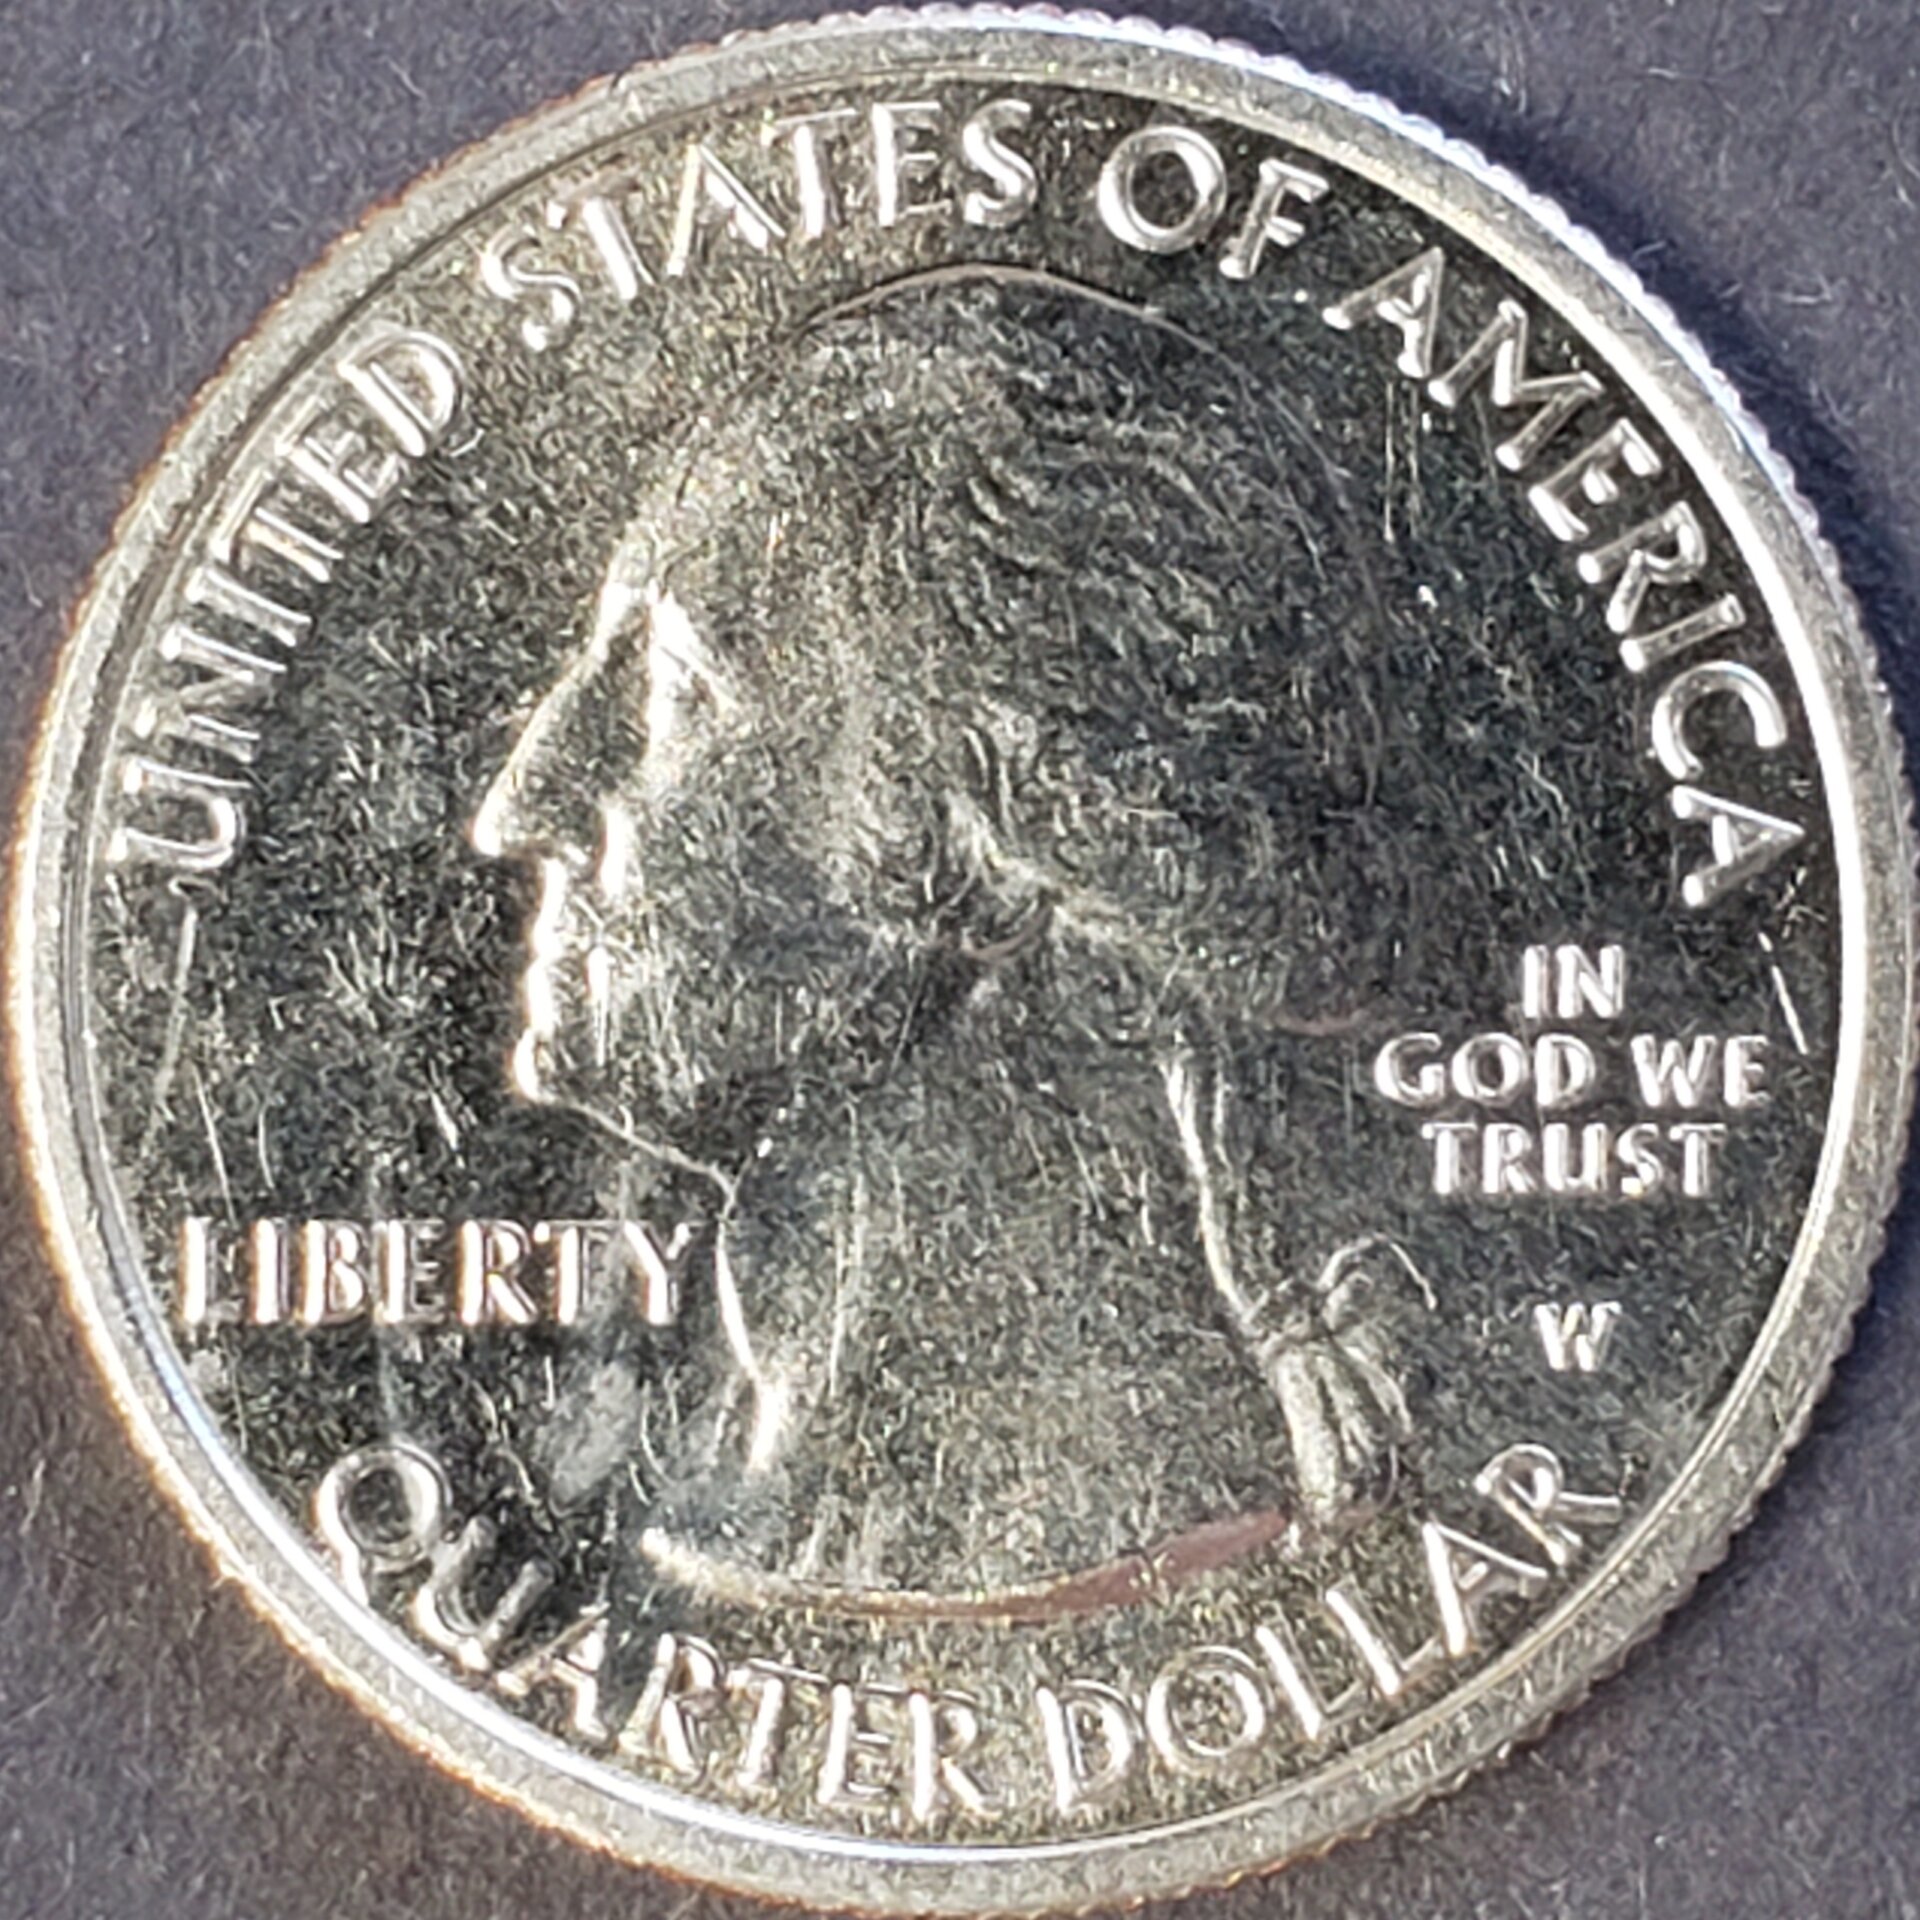 UNITED STATES OF AMERICA
IN
GOD WE
TRUST
LIBERTY
W
QUARTER DOLLAR